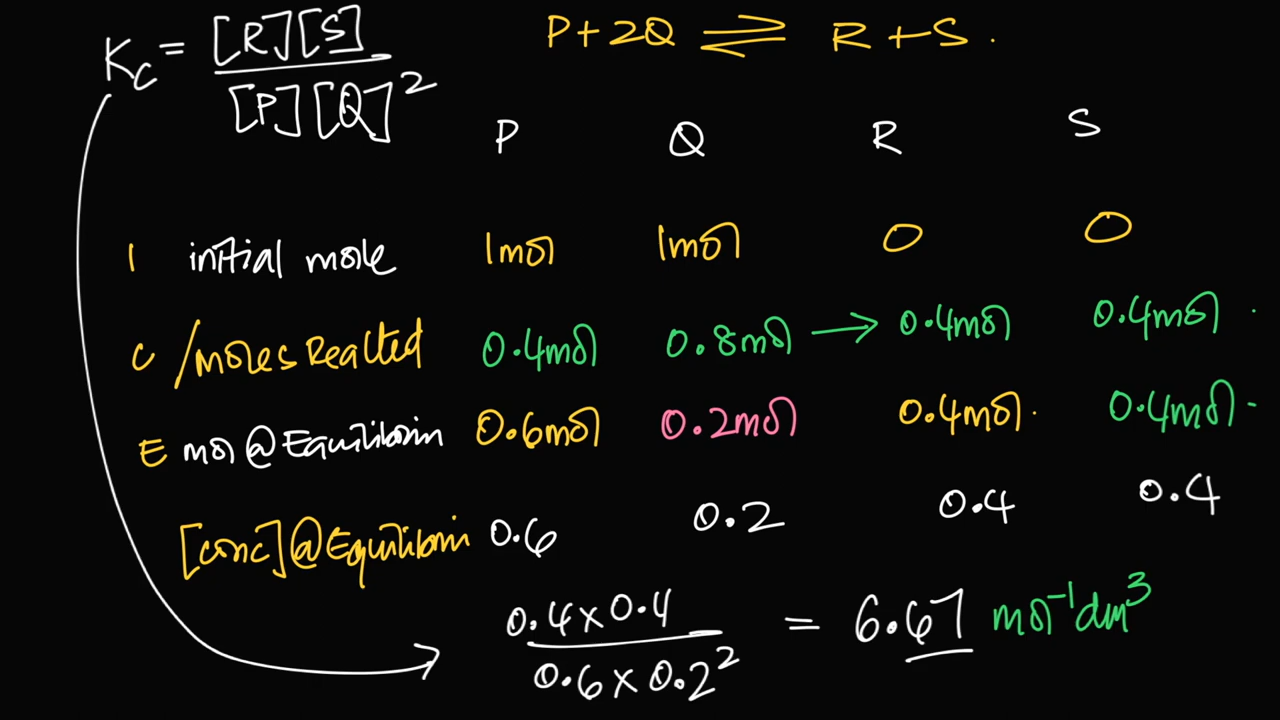 Kc = [R][S] / [P][Q]²
P + 2Q ⇌ R + S.
P Q R S
I initial mole 1mol 1mol 0 0
C /moles Reacted 0.4mol 0.8mol → 0.4mol 0.4mol.
E mol @ Equilibrim 0.6mol 0.2mol 0.4mol. 0.4mol.
[conc] @ Equilibrim 0.6 0.2 0.4 0.4
0.4 x 0.4 / 0.6 x 0.2² = 6.67 mol⁻¹dm³